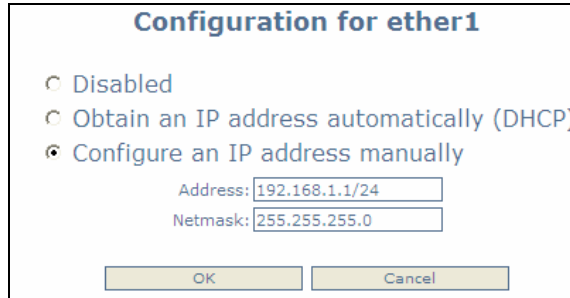 Configuration for ether1
Disabled
Obtain an IP address automatically (DHCP)
Configure an IP address manually
Address: 192.168.1.1/24
Netmask: 255.255.255.0
OK Cancel